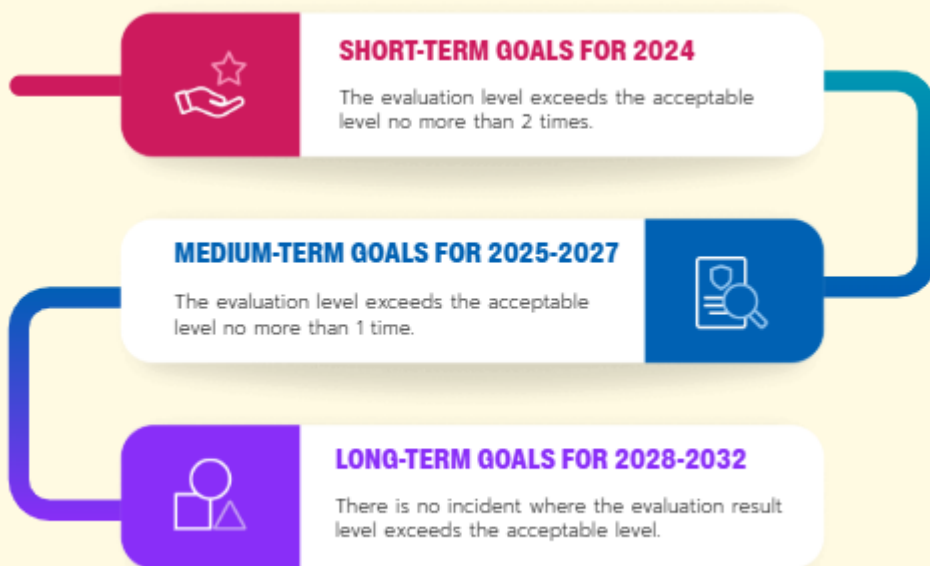 SHORT-TERM GOALS FOR 2024
The evaluation level exceeds the acceptable
level no more than 2 times.
MEDIUM-TERM GOALS FOR 2025-2027
The evaluation level exceeds the acceptable
level no more than 1 time.
LONG-TERM GOALS FOR 2028-2032
There is no incident where the evaluation result
level exceeds the acceptable level.